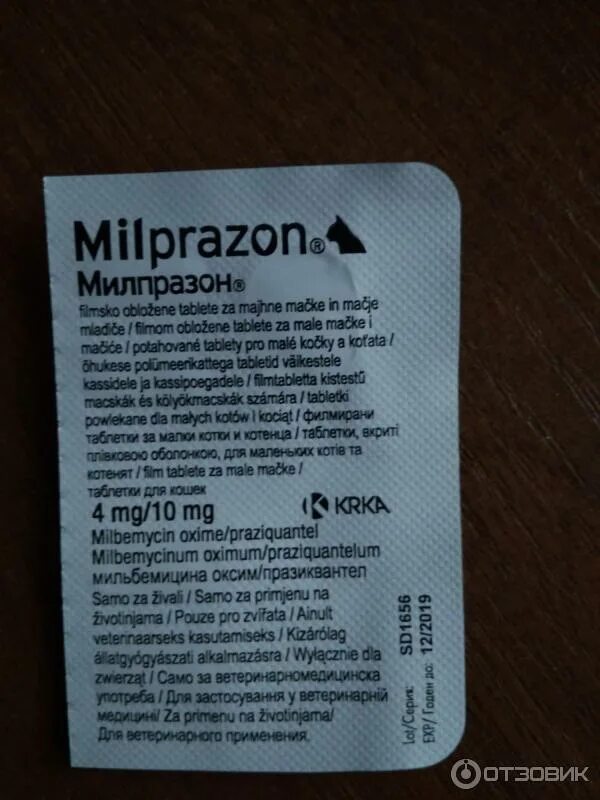 Milprazon®
Милпразон®
filmsko obložene tablete za majhne mačke in mačje
mladiče / filmom obložene tablete za male mačke i
mačiće / potahované tablety pro malé kočky a koťata /
õhukese polümeerikattega tabletid väikestele
kassidele ja kassipoegadele / filmtabletta kistestű
macskák és kölyökmacskák számára / tabletki
powlekane dla małych kotów i kociąt / филмирани
таблетки за малки котки и котенца / таблетки, вкриті
плівковою оболонкою, для маленьких котів та
котенят / film tablete za male mačke /
таблетки для кошек
4 mg/10 mg
KRKA
Milbemycin oxime/praziquantel
Milbemycinum oximum/praziquantelum
мильбемицина оксим/празиквантел
Samo za živali / Samo za primjenu na
životinjama / Pouze pro zvířata / Ainult
veterinaarseks kasutamiseks / Kizárólag
állatgyógyászati alkalmazásra / Wyłącznie dla
zwierząt / Само за ветеринарномедицинска
употреба / Для застосування у ветеринарній
медицині/ Za primenu na životinjama/
Для ветеринарного применения.
Lot/Серия: SD1656
EXP/ Годен до: 12/2019
ОТЗОВИК